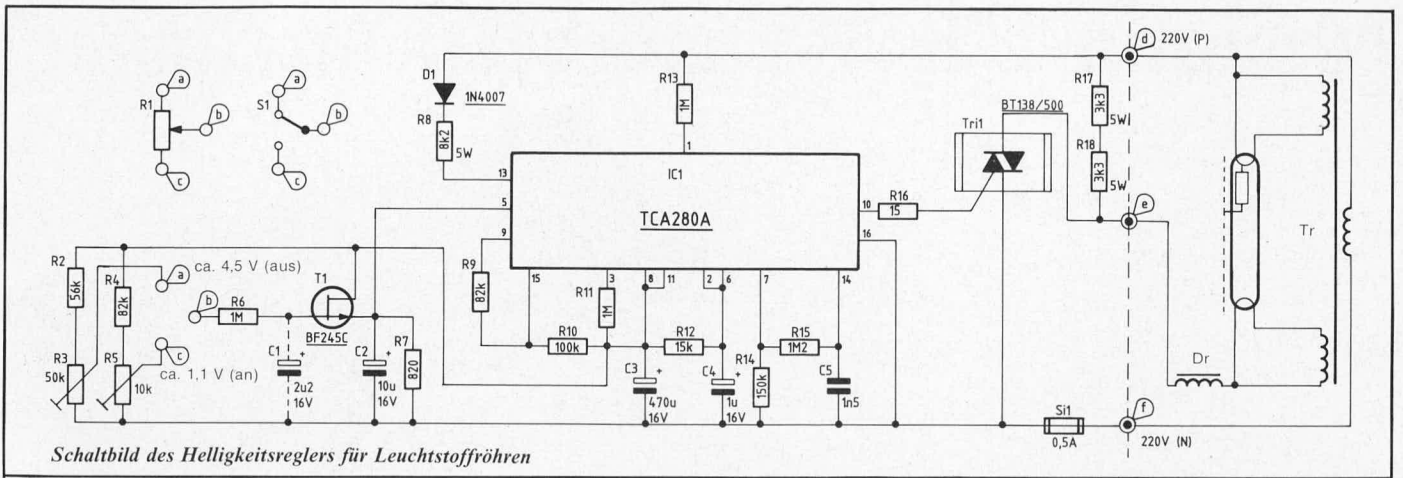 d
220V (P)
a
a
D1
1N4007
R13
1M
R17
3k3
5W
R1
b
S1
b
R8
8k2
5W
BT138/500
Tri1
R18
3k3
5W
c
c
1
13
IC1
5
TCA280A
10
R16
15
9
16
e
Tr
R2
56k
R4
82k
a
ca. 4,5 V (aus)
T1
R9
82k
15
3
8
11
2
6
7
14
b
R6
1M
BF245C
R11
1M
R10
100k
R12
15k
R15
1M2
R3
50k
R5
10k
c
ca. 1,1 V (an)
C1
+
2u2
16V
C2
+
10u
16V
R7
820
C3
+
470u
16V
C4
+
1u
16V
R14
150k
C5
1n5
Dr
f
Si1
0,5A
220V (N)
Schaltbild des Helligkeitsreglers für Leuchtstoffröhren